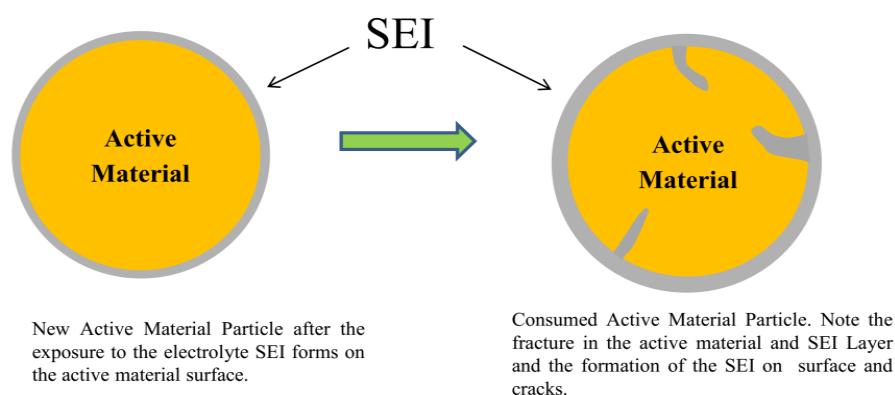 SEI
Active
Material
Active
Material
New Active Material Particle after the
exposure to the electrolyte SEI forms on
the active material surface.
Consumed Active Material Particle. Note the
fracture in the active material and SEI Layer
and the formation of the SEI on surface and
cracks.